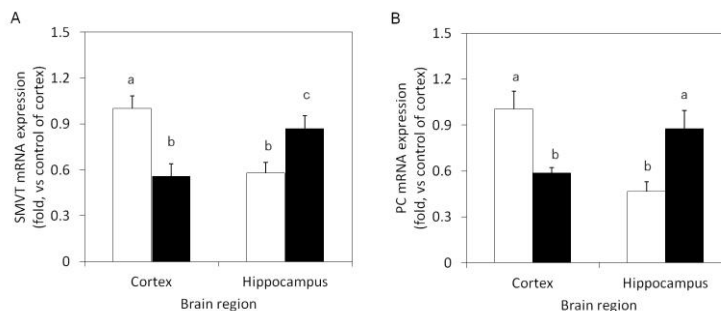 A
SMVT mRNA expression
(fold, vs control of cortex)
1.5
1.2
0.9
0.6
0.3
0
a
b
b
c
Cortex
Hippocampus
Brain region
B
PC mRNA expression
(fold, vs control of cortex)
1.5
1.2
0.9
0.6
0.3
0
a
b
b
a
Cortex
Hippocampus
Brain region